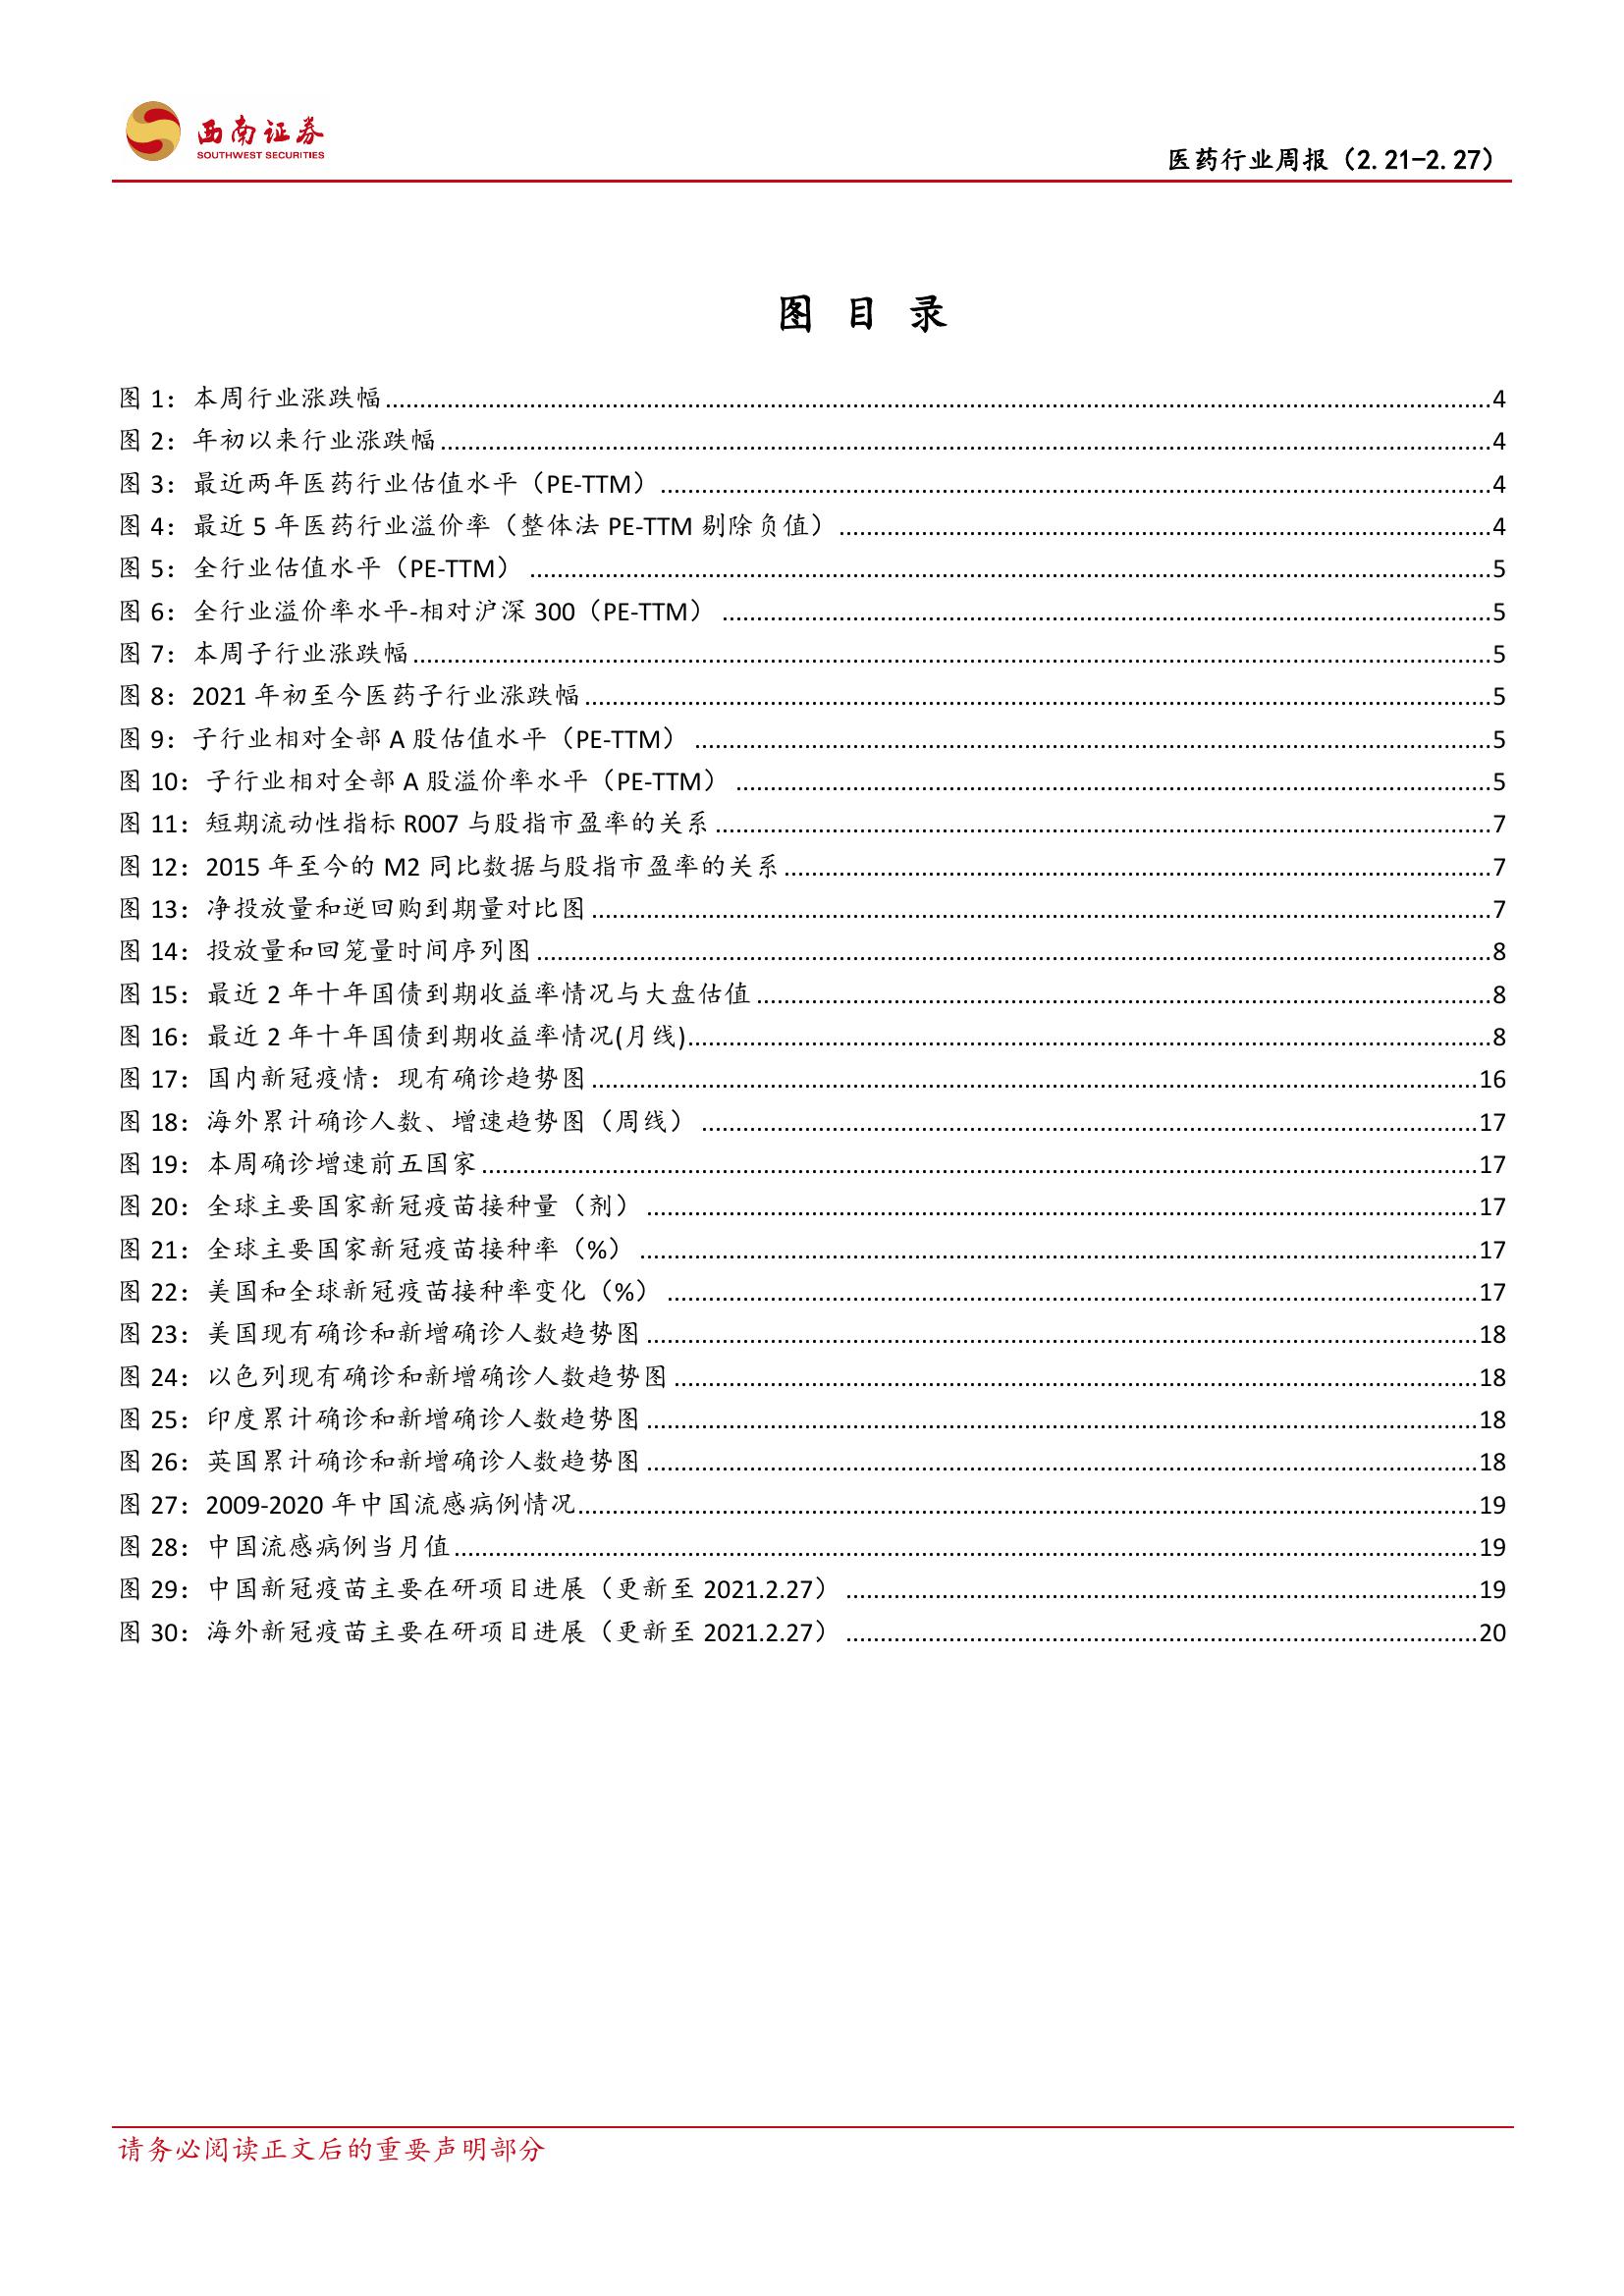 西南证券
SOUTHWEST SECURITIES
医药行业周报（2.21-2.27）
图 目 录
图 1：本周行业涨跌幅........................................4
图 2：年初以来行业涨跌幅........................................4
图 3：最近两年医药行业估值水平（PE-TTM）........................................4
图 4：最近 5 年医药行业溢价率（整体法 PE-TTM 剔除负值）........................................4
图 5：全行业估值水平（PE-TTM）........................................5
图 6：全行业溢价率水平-相对沪深 300（PE-TTM）........................................5
图 7：本周子行业涨跌幅........................................5
图 8：2021 年初至今医药子行业涨跌幅........................................5
图 9：子行业相对全部 A 股估值水平（PE-TTM）........................................5
图 10：子行业相对全部 A 股溢价率水平（PE-TTM）........................................5
图 11：短期流动性指标 R007 与股指市盈率的关系........................................7
图 12：2015 年至今的 M2 同比数据与股指市盈率的关系........................................7
图 13：净投放量和逆回购到期量对比图........................................7
图 14：投放量和回笼量时间序列图........................................8
图 15：最近 2 年十年国债到期收益率情况与大盘估值........................................8
图 16：最近 2 年十年国债到期收益率情况(月线)........................................8
图 17：国内新冠疫情：现有确诊趋势图........................................16
图 18：海外累计确诊人数、增速趋势图（周线）........................................17
图 19：本周确诊增速前五国家........................................17
图 20：全球主要国家新冠疫苗接种量（剂）........................................17
图 21：全球主要国家新冠疫苗接种率（%）........................................17
图 22：美国和全球新冠疫苗接种率变化（%）........................................17
图 23：美国现有确诊和新增确诊人数趋势图........................................18
图 24：以色列现有确诊和新增确诊人数趋势图........................................18
图 25：印度累计确诊和新增确诊人数趋势图........................................18
图 26：英国累计确诊和新增确诊人数趋势图........................................18
图 27：2009-2020 年中国流感病例情况........................................19
图 28：中国流感病例当月值........................................19
图 29：中国新冠疫苗主要在研项目进展（更新至 2021.2.27）........................................19
图 30：海外新冠疫苗主要在研项目进展（更新至 2021.2.27）........................................20
请务必阅读正文后的重要声明部分